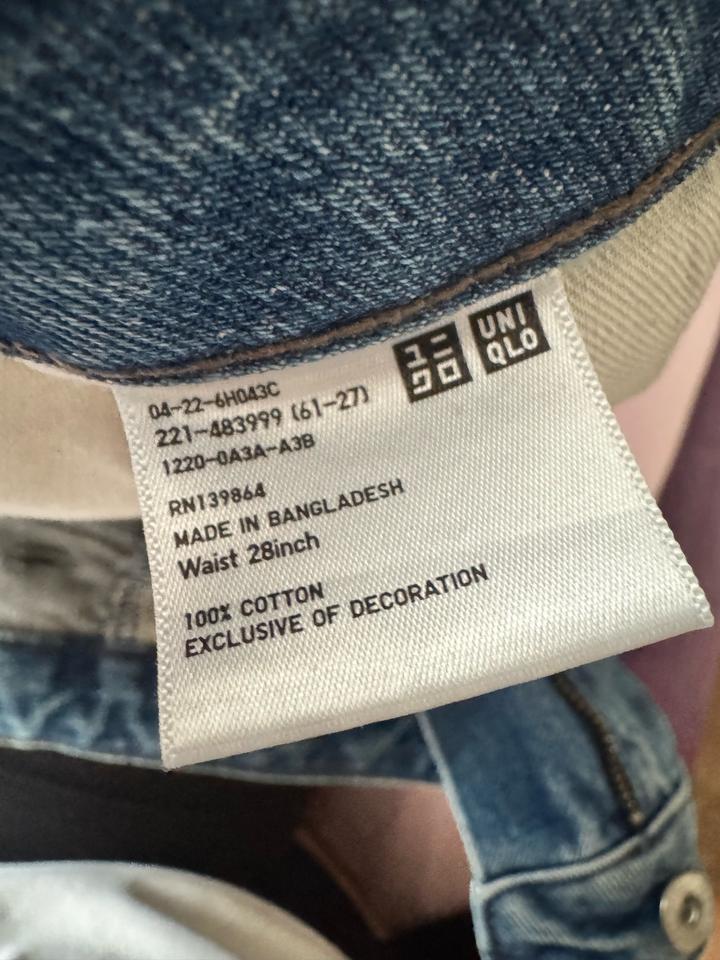 ユニ
クロ
UNI
QLO
04-22-6H043C
221-483999 (61-27)
1220-0A3A-A3B
RN139864
MADE IN BANGLADESH
Waist 28inch
100% COTTON
EXCLUSIVE OF DECORATION